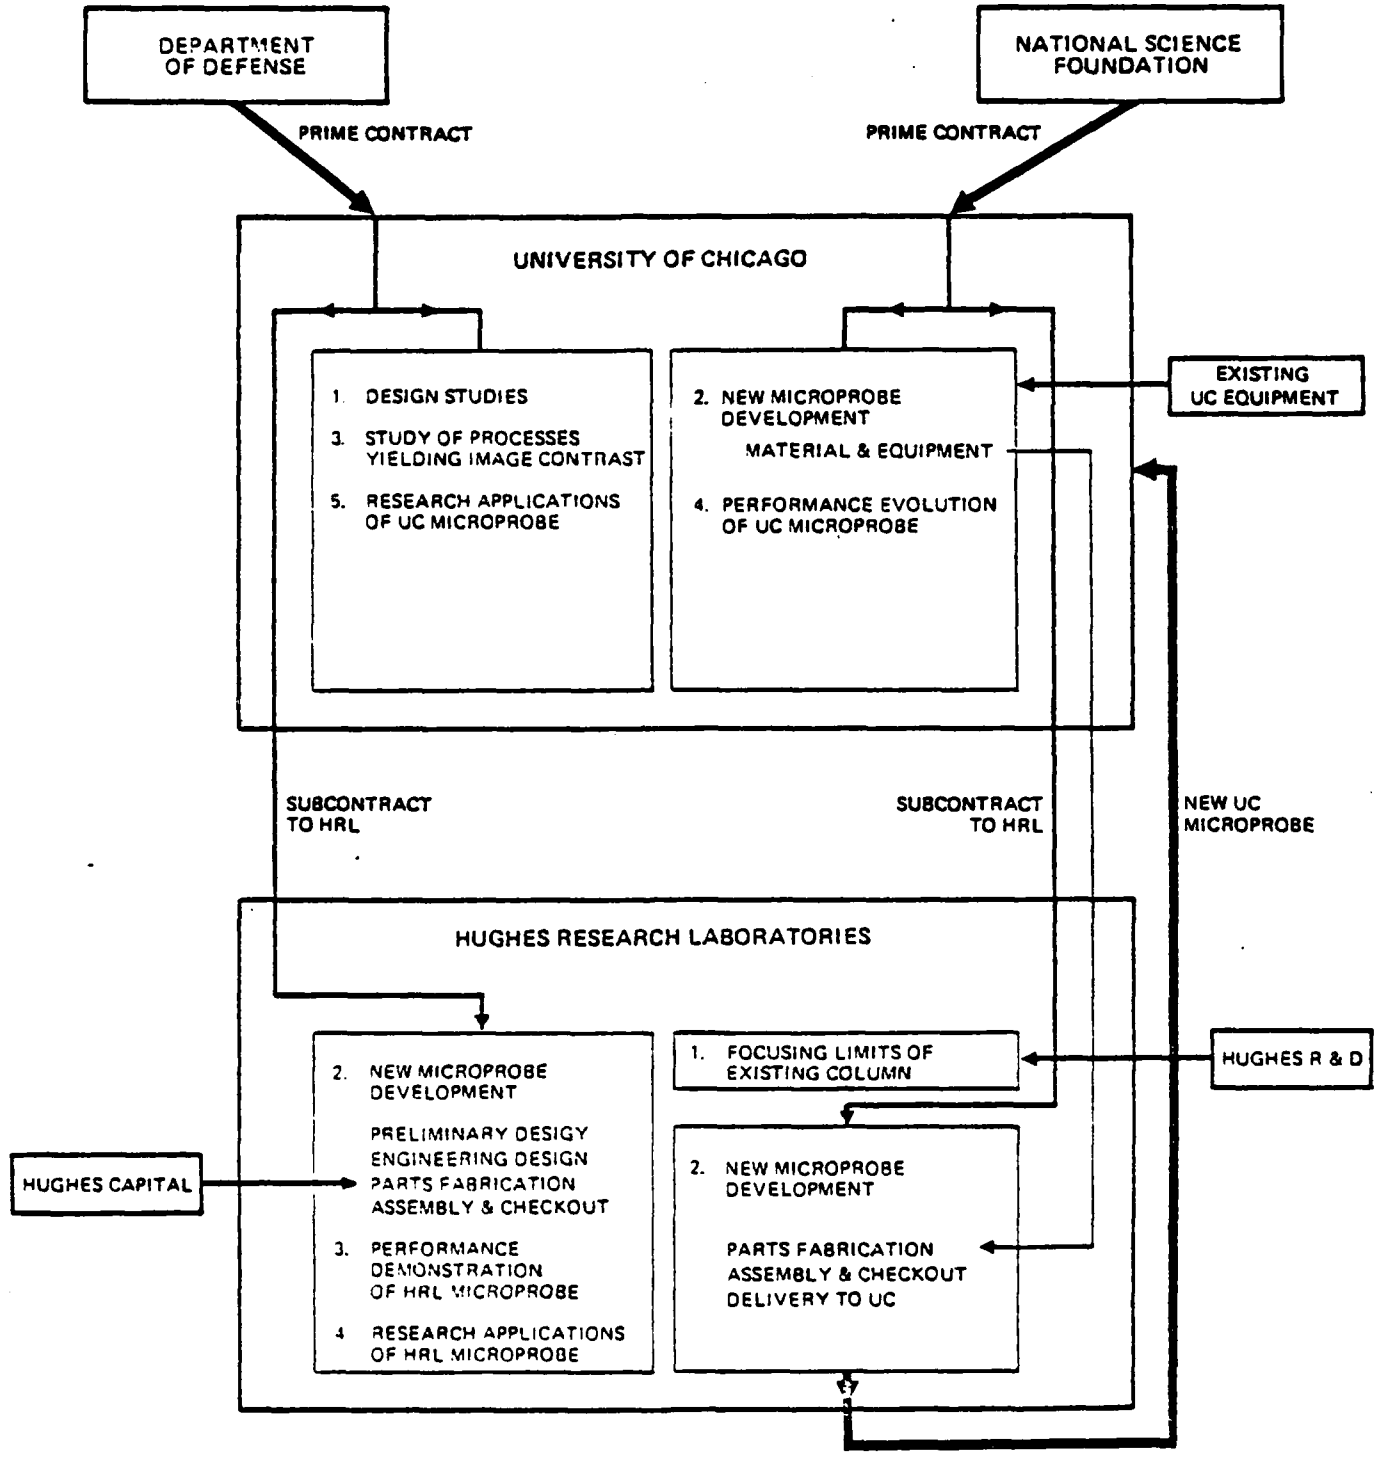 DEPARTMENT
OF DEFENSE
NATIONAL SCIENCE
FOUNDATION
PRIME CONTRACT
PRIME CONTRACT
UNIVERSITY OF CHICAGO
1. DESIGN STUDIES
3. STUDY OF PROCESSES
YIELDING IMAGE CONTRAST
5. RESEARCH APPLICATIONS
OF UC MICROPROBE
2. NEW MICROPROBE
DEVELOPMENT
MATERIAL & EQUIPMENT
4. PERFORMANCE EVOLUTION
OF UC MICROPROBE
EXISTING
UC EQUIPMENT
SUBCONTRACT
TO HRL
SUBCONTRACT
TO HRL
NEW UC
MICROPROBE
HUGHES RESEARCH LABORATORIES
2. NEW MICROPROBE
DEVELOPMENT
PRELIMINARY DESIGY
ENGINEERING DESIGN
PARTS FABRICATION
ASSEMBLY & CHECKOUT
3. PERFORMANCE
DEMONSTRATION
OF HRL MICROPROBE
4 RESEARCH APPLICATIONS
OF HRL MICROPROBE
HUGHES CAPITAL
1. FOCUSING LIMITS OF
EXISTING COLUMN
HUGHES R & D
2. NEW MICROPROBE
DEVELOPMENT
PARTS FABRICATION
ASSEMBLY & CHECKOUT
DELIVERY TO UC